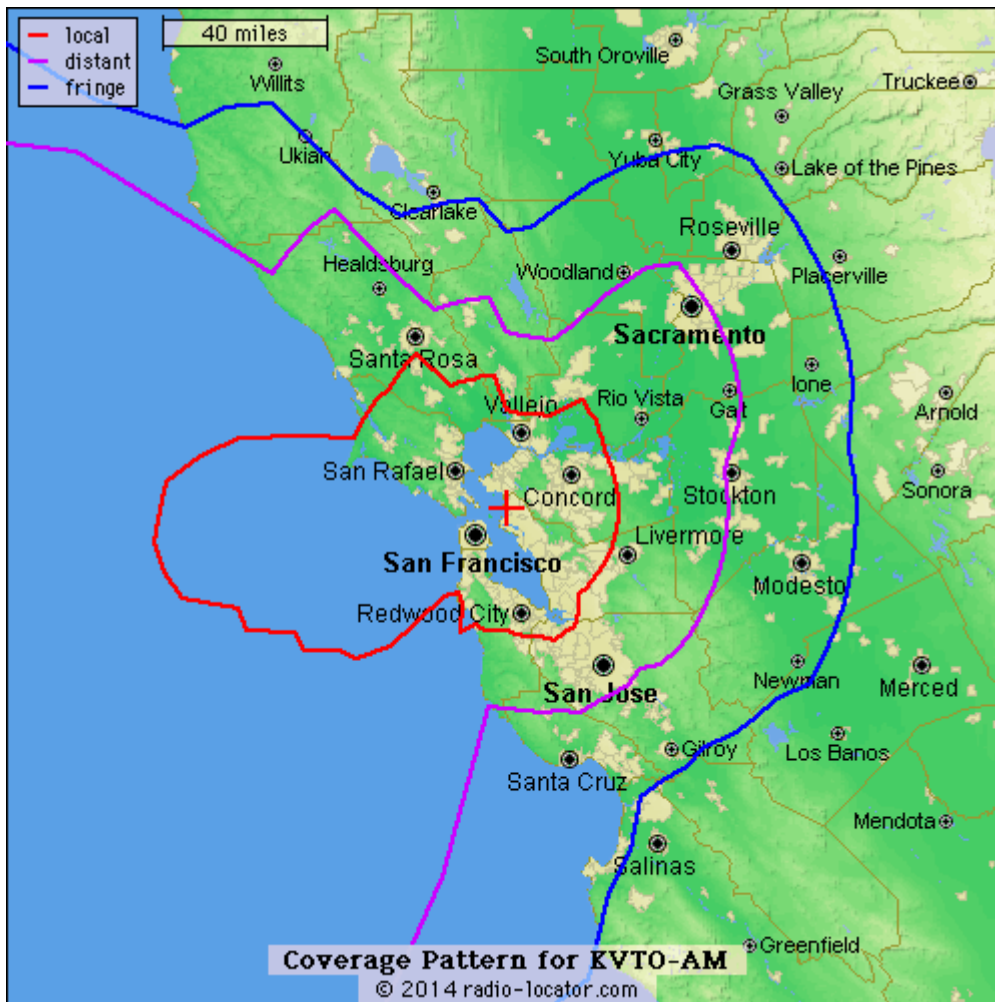 local
distant
fringe
40 miles
South Oroville
Willits
Truckee
Grass Valley
Ukiah
Yuba City
Lake of the Pines
Clearlake
Roseville
Healdsburg
Woodland
Placerville
Sacramento
Santa Rosa
Ione
Vallejo
Rio Vista
Galt
Arnold
San Rafael
Concord
Stockton
Sonora
Livermore
San Francisco
Modesto
Redwood City
San Jose
Newman
Merced
Gilroy
Los Banos
Santa Cruz
Mendota
Salinas
Greenfield
Coverage Pattern for KVTO-AM
© 2014 radio-locator.com